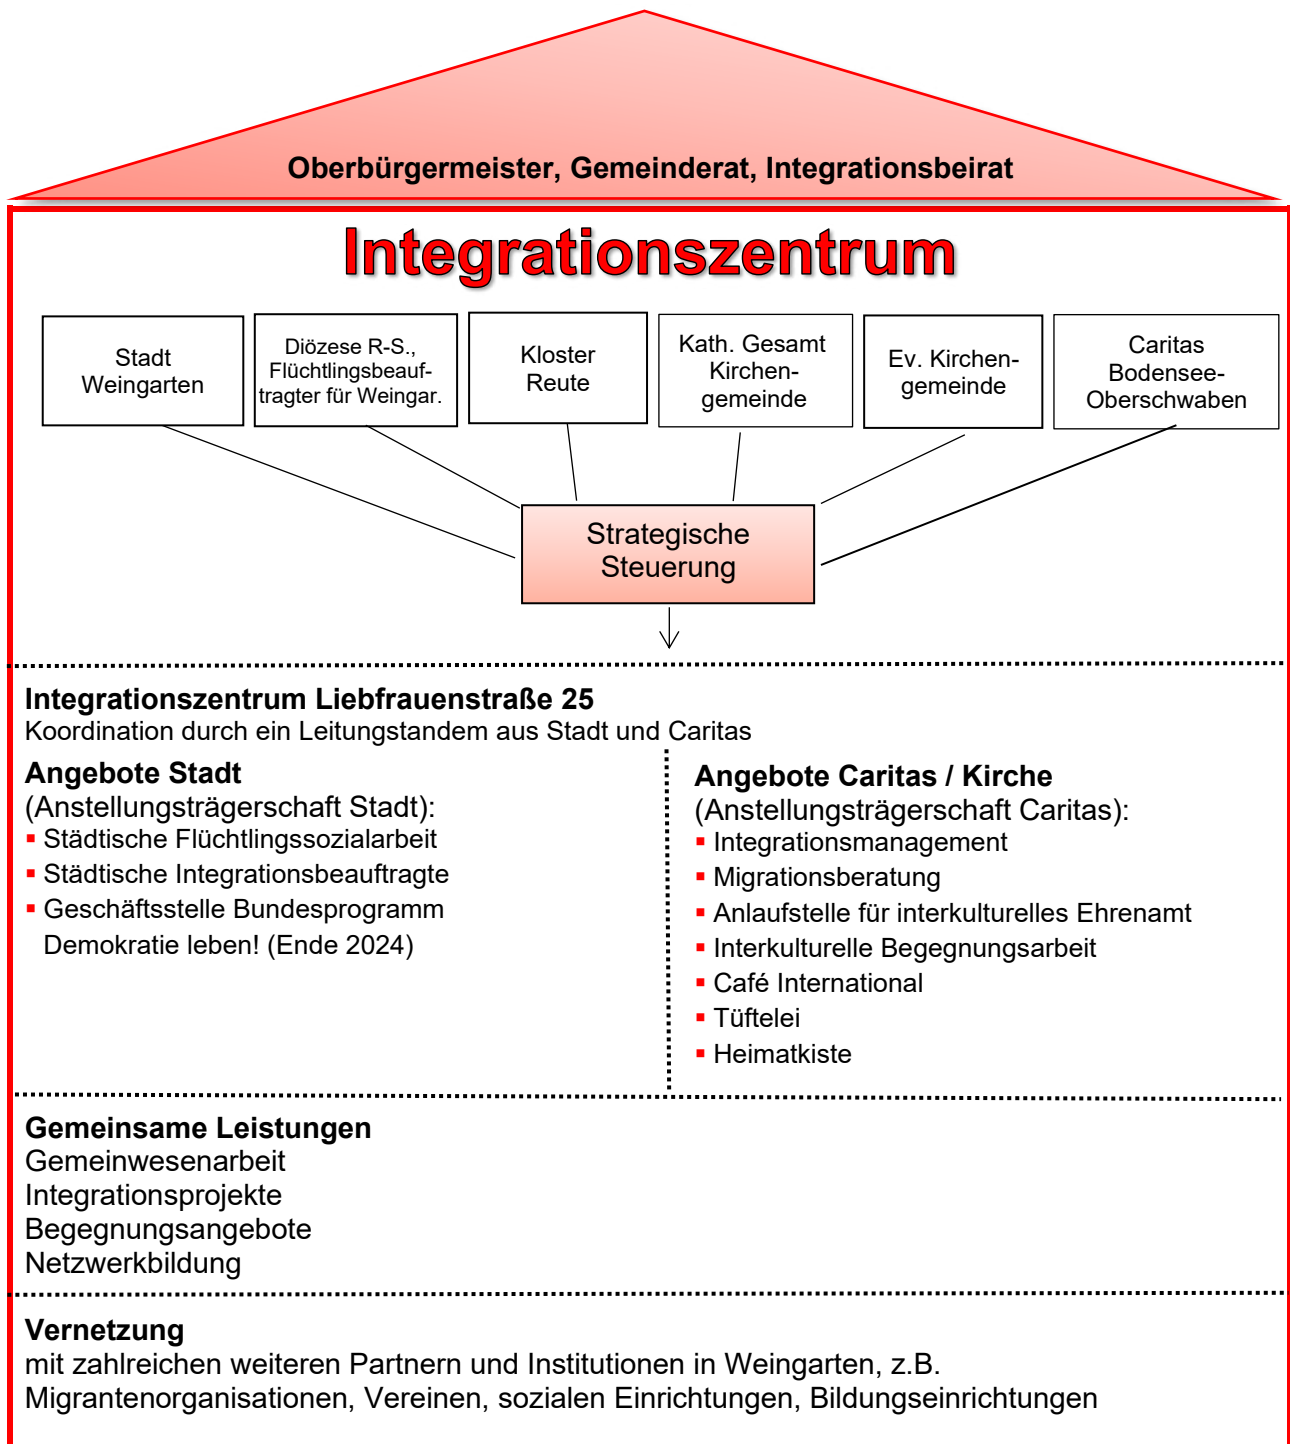 Oberbürgermeister, Gemeinderat, Integrationsbeirat
Integrationszentrum
Stadt
Weingarten
Diözese R-S.,
Flüchtlingsbeauf-
tragter für Weingar.
Kloster
Reute
Kath. Gesamt
Kirchen-
gemeinde
Ev. Kirchen-
gemeinde
Caritas
Bodensee-
Oberschwaben
Strategische
Steuerung
Integrationszentrum Liebfrauenstraße 25
Koordination durch ein Leitungstandem aus Stadt und Caritas
Angebote Stadt
(Anstellungsträgerschaft Stadt):
▪ Städtische Flüchtlingssozialarbeit
▪ Städtische Integrationsbeauftragte
▪ Geschäftsstelle Bundesprogramm
Demokratie leben! (Ende 2024)
Angebote Caritas / Kirche
(Anstellungsträgerschaft Caritas):
▪ Integrationsmanagement
▪ Migrationsberatung
▪ Anlaufstelle für interkulturelles Ehrenamt
▪ Interkulturelle Begegnungsarbeit
▪ Café International
▪ Tüftelei
▪ Heimatkiste
Gemeinsame Leistungen
Gemeinwesenarbeit
Integrationsprojekte
Begegnungsangebote
Netzwerkbildung
Vernetzung
mit zahlreichen weiteren Partnern und Institutionen in Weingarten, z.B.
Migrantenorganisationen, Vereinen, sozialen Einrichtungen, Bildungseinrichtungen